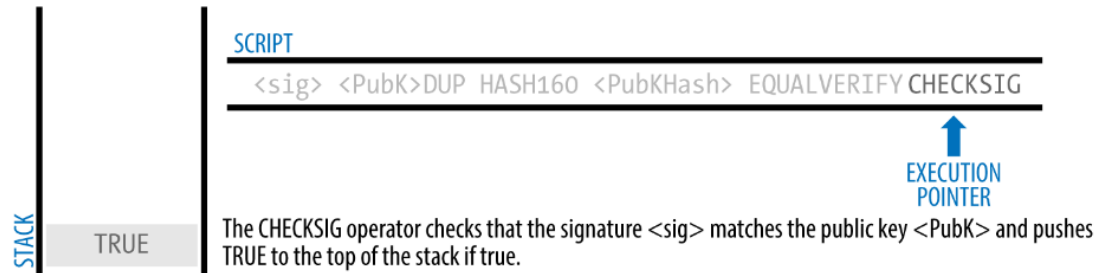 SCRIPT
<sig> <PubK>DUP HASH160 <PubKHash> EQUALVERIFY CHECKSIG
EXECUTION
POINTER
STACK
TRUE
The CHECKSIG operator checks that the signature <sig> matches the public key <PubK> and pushes
TRUE to the top of the stack if true.